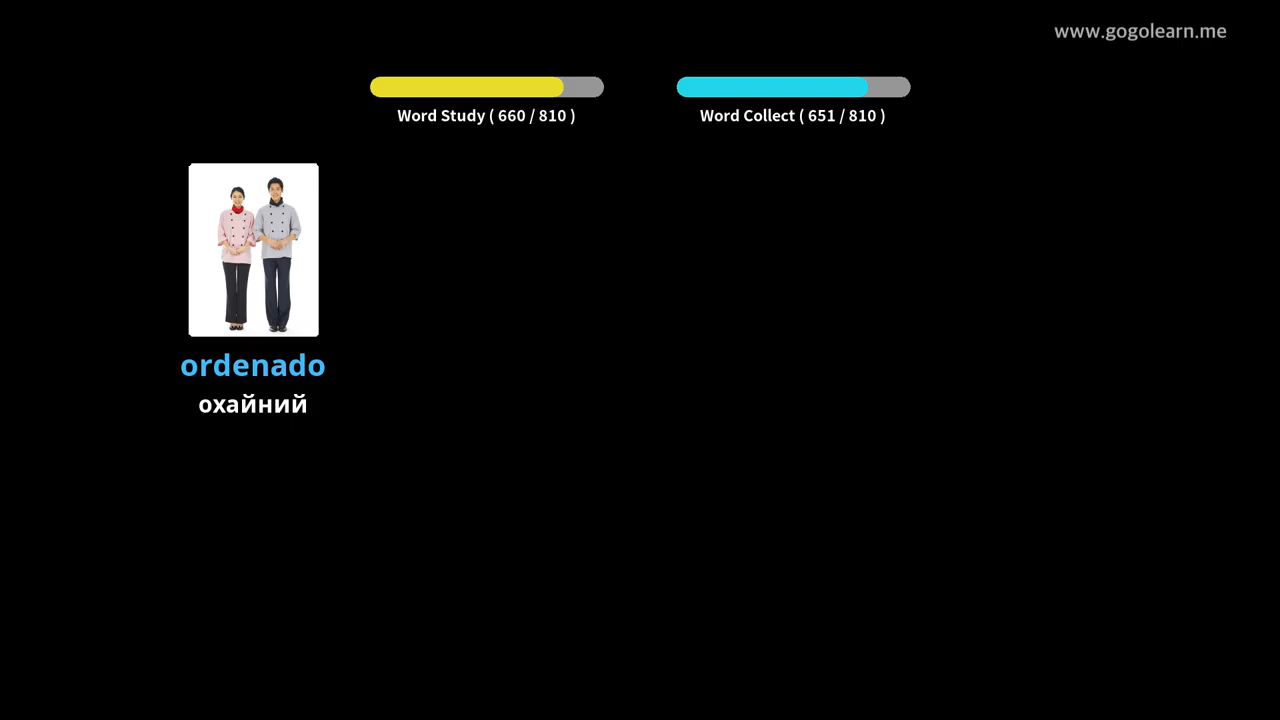 www.gogolearn.me
Word Study ( 660 / 810 )
Word Collect ( 651 / 810 )
ordenado
охайний